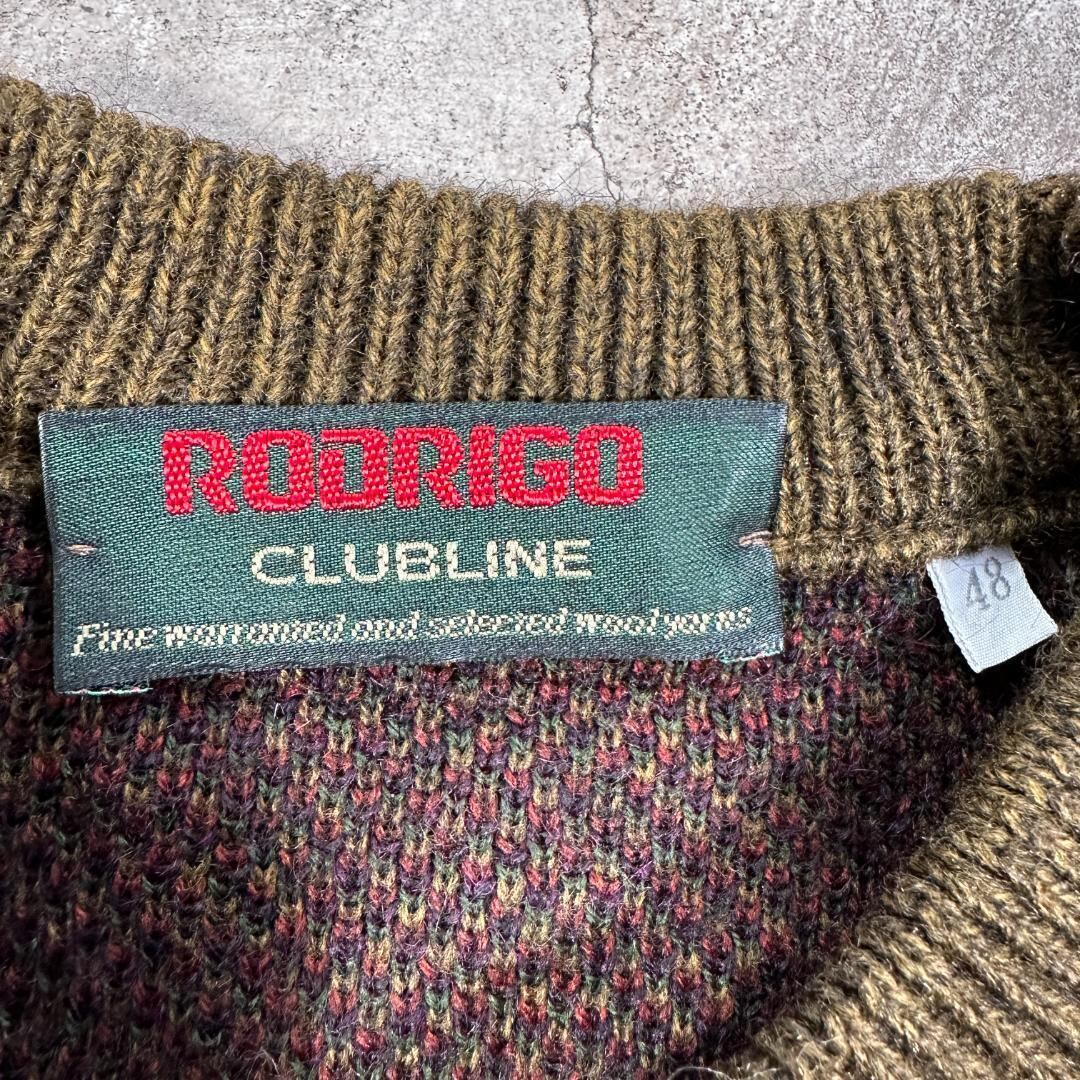 RODRIGO
CLUBLINE
Fine warranted and selected wool yarns
48